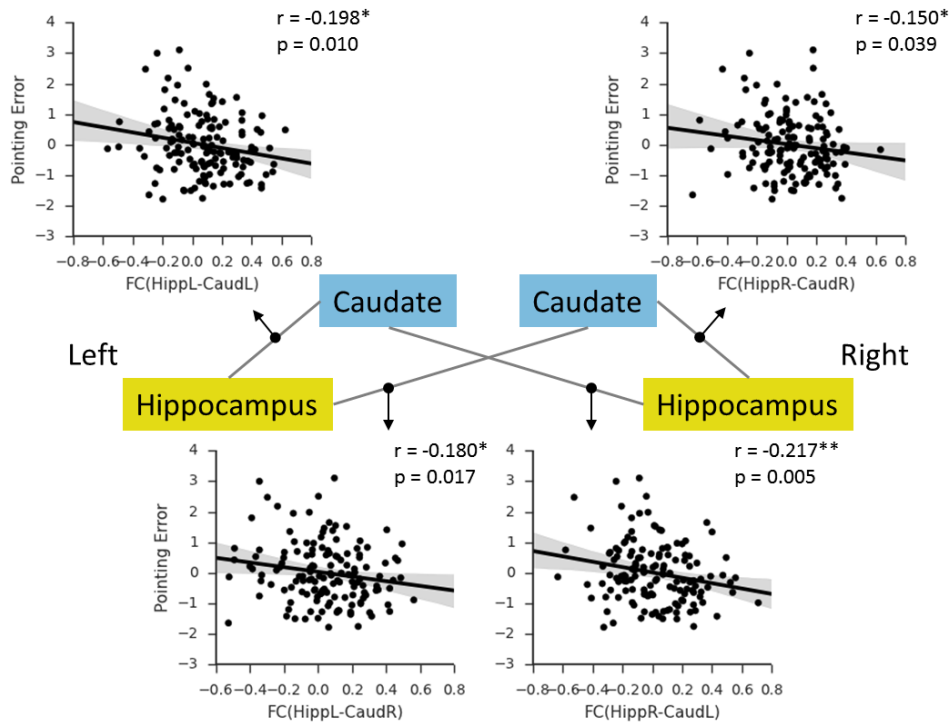 r = -0.198*
p = 0.010
4
3
2
1
0
−1
−2
−3
Pointing Error
−0.8 −0.6 −0.4 −0.2 0.0 0.2 0.4 0.6 0.8
FC(HippL-CaudL)
r = -0.150*
p = 0.039
4
3
2
1
0
−1
−2
−3
Pointing Error
−0.8 −0.6 −0.4 −0.2 0.0 0.2 0.4 0.6 0.8
FC(HippR-CaudR)
Caudate
Caudate
Left
Right
Hippocampus
Hippocampus
r = -0.180*
p = 0.017
4
3
2
1
0
−1
−2
−3
Pointing Error
−0.6 −0.4 −0.2 0.0 0.2 0.4 0.6 0.8
FC(HippL-CaudR)
r = -0.217**
p = 0.005
4
3
2
1
0
−1
−2
−3
−0.8 −0.6 −0.4 −0.2 0.0 0.2 0.4 0.6 0.8
FC(HippR-CaudL)